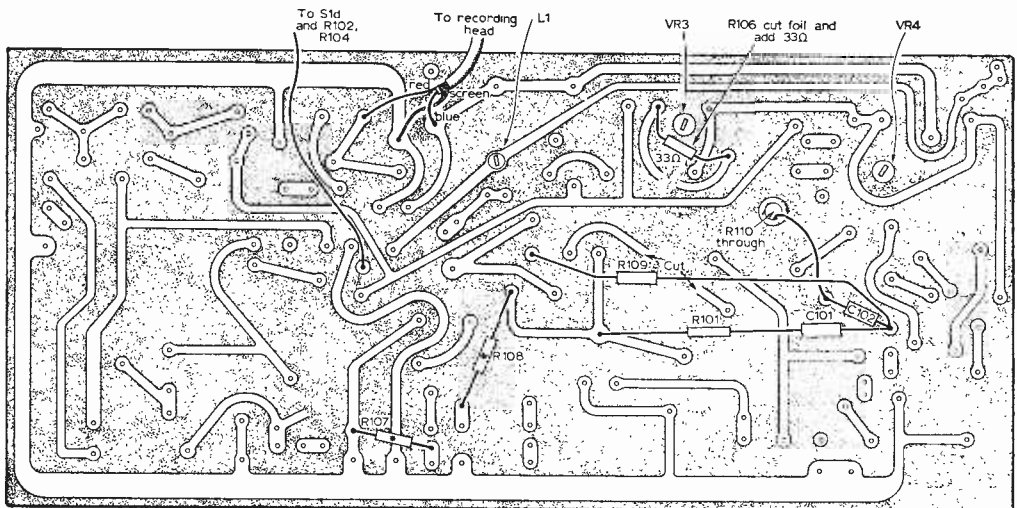 To S1d
and R102,
R104
To recording
head
L1
VR3
R106 cut foil and
add 33Ω
VR4
red
screen
blue
33Ω
R110
through
R109
Cut
R101
C101
C102
R108
R107